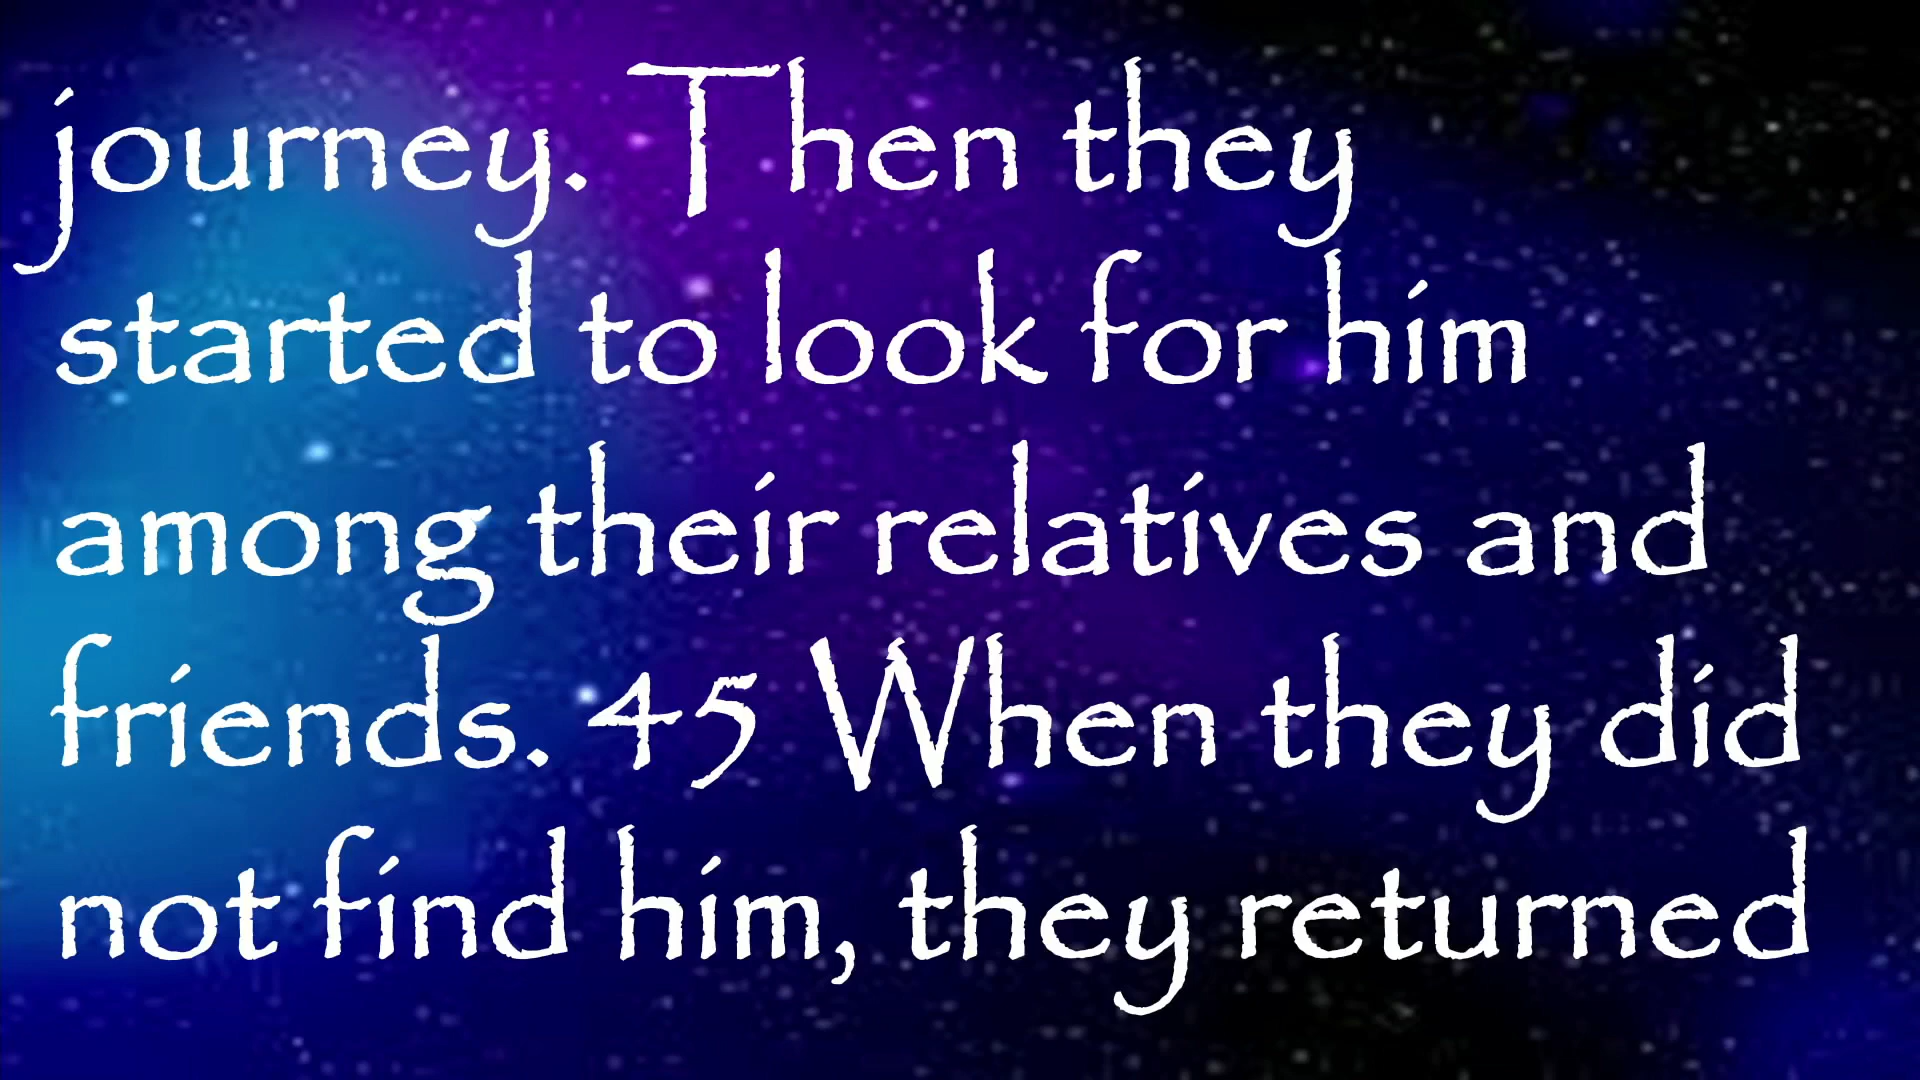 journey. Then they
started to look for him
among their relatives and
friends. 45 When they did
not find him, they returned